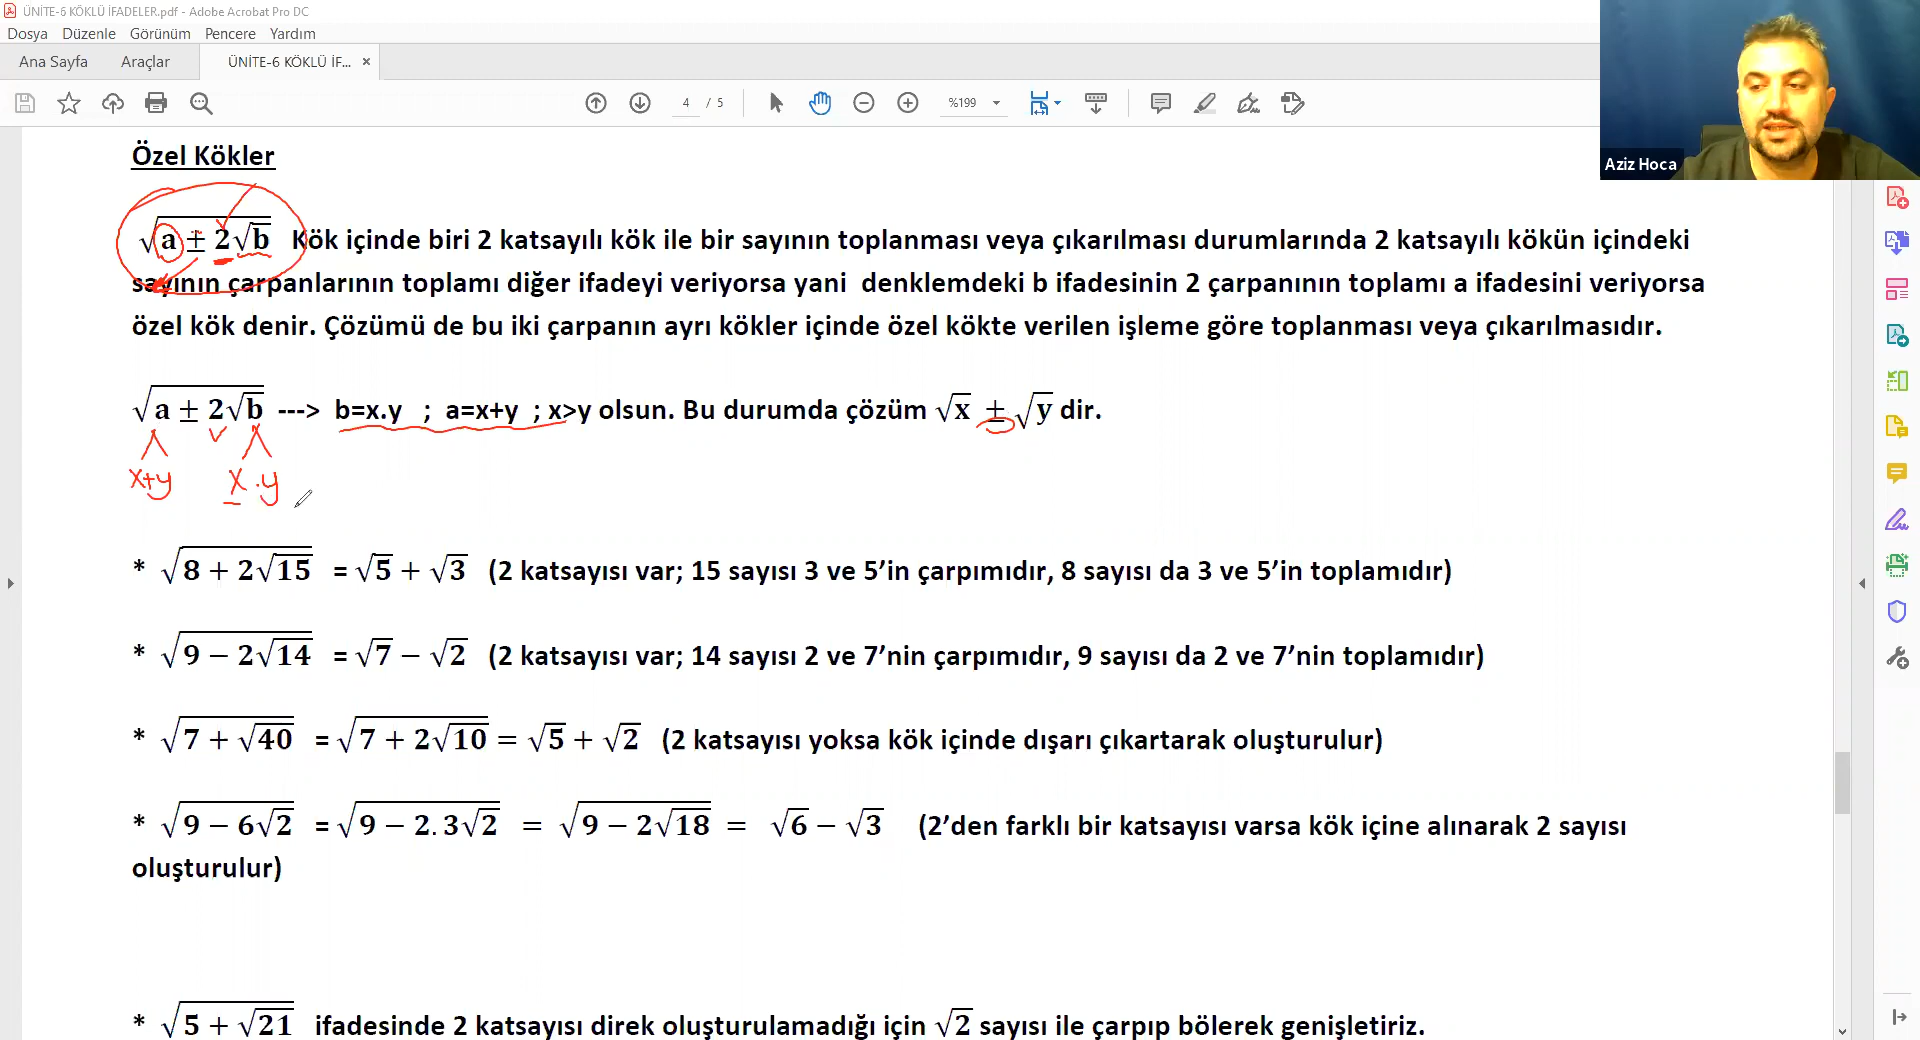 ÜNİTE-6 KÖKLÜ İFADELER.pdf - Adobe Acrobat Pro DC
Dosya Düzenle Görünüm Pencere Yardım
Ana Sayfa Araçlar ÜNİTE-6 KÖKLÜ İF... ×
4 / 5 %199
Aziz Hoca
Özel Kökler
√(a ± 2√b) Kök içinde biri 2 katsayılı kök ile bir sayının toplanması veya çıkarılması durumlarında 2 katsayılı kökün içindeki
sayının çarpanlarının toplamı diğer ifadeyi veriyorsa yani denklemdeki b ifadesinin 2 çarpanının toplamı a ifadesini veriyorsa
özel kök denir. Çözümü de bu iki çarpanın ayrı kökler içinde özel kökte verilen işleme göre toplanması veya çıkarılmasıdır.
√(a ± 2√b) ---> b=x.y ; a=x+y ; x>y olsun. Bu durumda çözüm √x ± √y dir.
x+y x.y
* √(8 + 2√15) = √5 + √3 (2 katsayısı var; 15 sayısı 3 ve 5’in çarpımıdır, 8 sayısı da 3 ve 5’in toplamıdır)
* √(9 − 2√14) = √7 − √2 (2 katsayısı var; 14 sayısı 2 ve 7’nin çarpımıdır, 9 sayısı da 2 ve 7’nin toplamıdır)
* √(7 + √40) = √(7 + 2√10) = √5 + √2 (2 katsayısı yoksa kök içinde dışarı çıkartarak oluşturulur)
* √(9 − 6√2) = √(9 − 2.3√2) = √(9 − 2√18) = √6 − √3 (2’den farklı bir katsayısı varsa kök içine alınarak 2 sayısı
oluşturulur)
* √(5 + √21) ifadesinde 2 katsayısı direk oluşturulamadığı için √2 sayısı ile çarpıp bölerek genişletiriz.